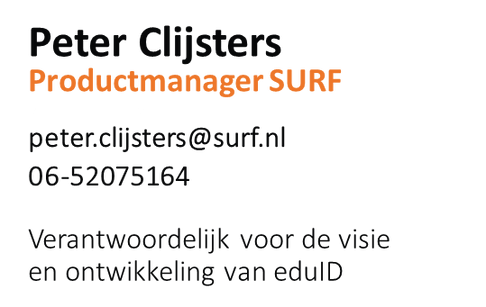 Peter Clijsters
Productmanager SURF
peter.clijsters@surf.nl
06-52075164
Verantwoordelijk voor de visie
en ontwikkeling van eduID